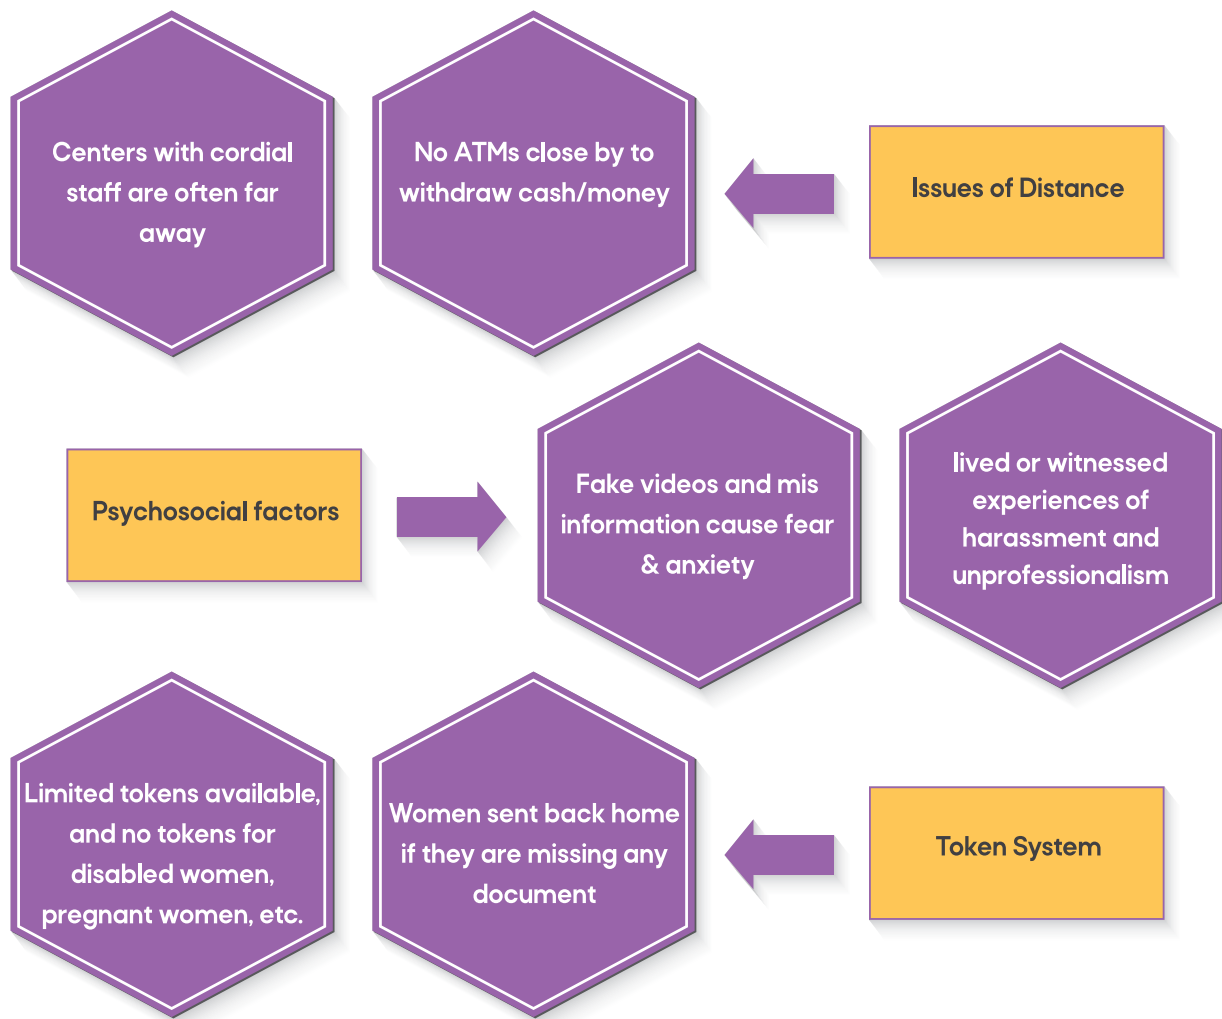 Centers with cordial
staff are often far
away
No ATMs close by to
withdraw cash/money
Issues of Distance
Psychosocial factors
Fake videos and mis
information cause fear
& anxiety
lived or witnessed
experiences of
harassment and
unprofessionalism
Limited tokens available,
and no tokens for
disabled women,
pregnant women, etc.
Women sent back home
if they are missing any
document
Token System